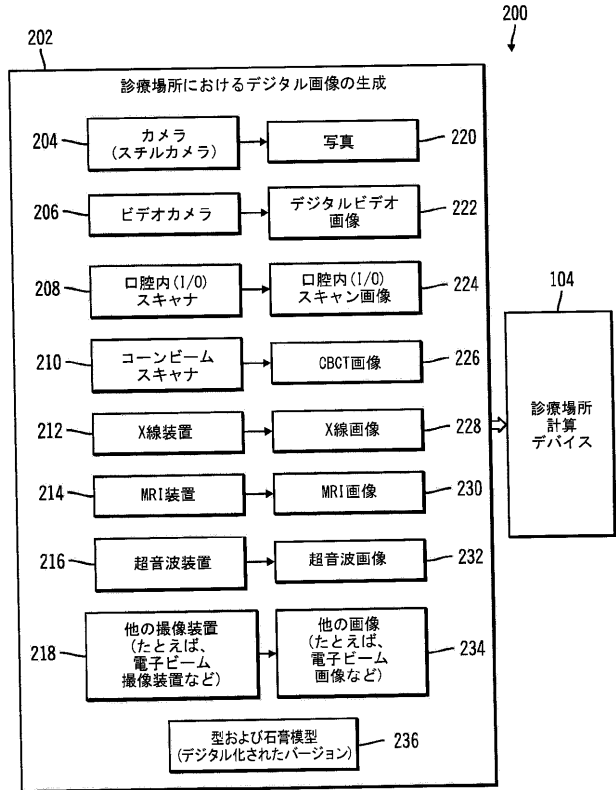 200
202
診療場所におけるデジタル画像の生成
204
カメラ
(スチルカメラ)
写真
220
206
ビデオカメラ
デジタルビデオ
画像
222
208
口腔内(I/O)
スキャナ
口腔内(I/O)
スキャン画像
224
210
コーンビーム
スキャナ
CBCT画像
226
212
X線装置
X線画像
228
214
MRI装置
MRI画像
230
216
超音波装置
超音波画像
232
218
他の撮像装置
(たとえば、
電子ビーム
撮像装置など)
他の画像
(たとえば、
電子ビーム
画像など)
234
型および石膏模型
(デジタル化されたバージョン)
236
104
診療場所
計算
デバイス